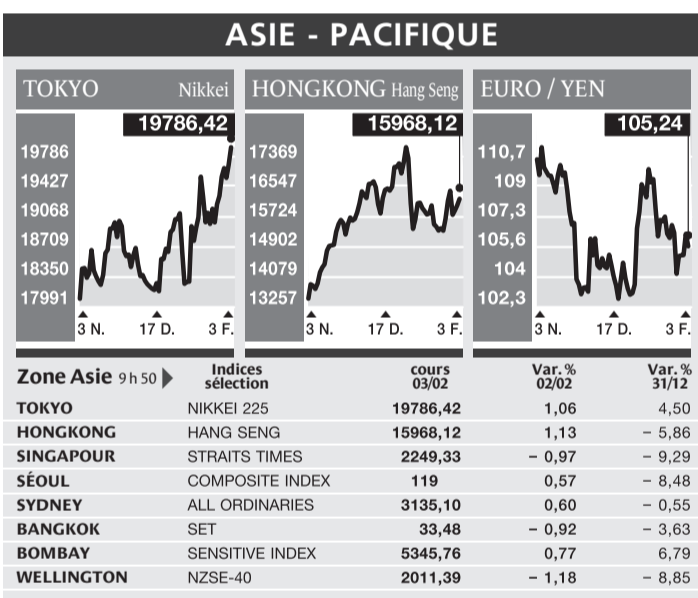 ASIE - PACIFIQUE
TOKYO Nikkei
19786,42
19786
19427
19068
18709
18350
17991
3 N. 17 D. 3 F.
HONGKONG Hang Seng
15968,12
17369
16547
15724
14902
14079
13257
3 N. 17 D. 3 F.
EURO / YEN
105,24
110,7
109
107,3
105,6
104
102,3
3 N. 17 D. 3 F.
Zone Asie 9 h 50 Indices sélection cours 03/02 Var. % 02/02 Var. % 31/12
TOKYO NIKKEI 225 19786,42 1,06 4,50
HONGKONG HANG SENG 15968,12 1,13 – 5,86
SINGAPOUR STRAITS TIMES 2249,33 – 0,97 – 9,29
SÉOUL COMPOSITE INDEX 119 0,57 – 8,48
SYDNEY ALL ORDINARIES 3135,10 0,60 – 0,55
BANGKOK SET 33,48 – 0,92 – 3,63
BOMBAY SENSITIVE INDEX 5345,76 0,77 6,79
WELLINGTON NZSE-40 2011,39 – 1,18 – 8,85